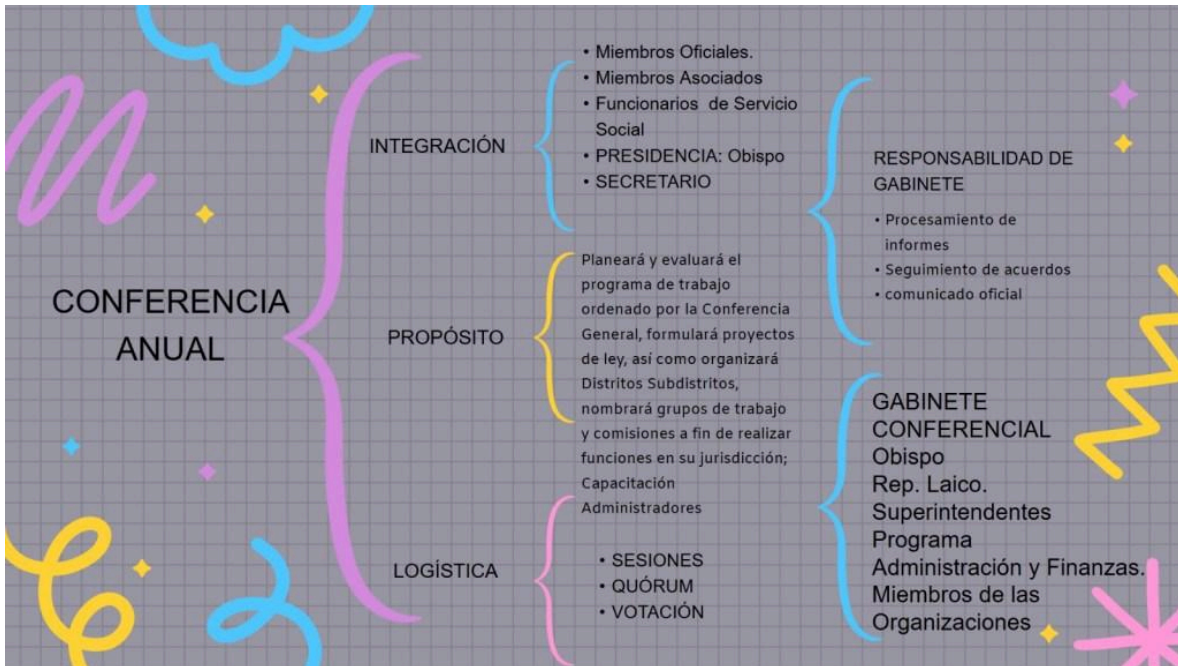 CONFERENCIA
ANUAL
INTEGRACIÓN
• Miembros Oficiales.
• Miembros Asociados
• Funcionarios de Servicio
Social
• PRESIDENCIA: Obispo
• SECRETARIO
PROPÓSITO
Planeará y evaluará el
programa de trabajo
ordenado por la Conferencia
General, formulará proyectos
de ley, así como organizará
Distritos Subdistritos,
nombrará grupos de trabajo
y comisiones a fin de realizar
funciones en su jurisdicción;
Capacitación
Administradores
LOGÍSTICA
• SESIONES
• QUÓRUM
• VOTACIÓN
RESPONSABILIDAD DE
GABINETE
• Procesamiento de
informes
• Seguimiento de acuerdos
• comunicado oficial
GABINETE
CONFERENCIAL
Obispo
Rep. Laico.
Superintendentes
Programa
Administración y Finanzas.
Miembros de las
Organizaciones